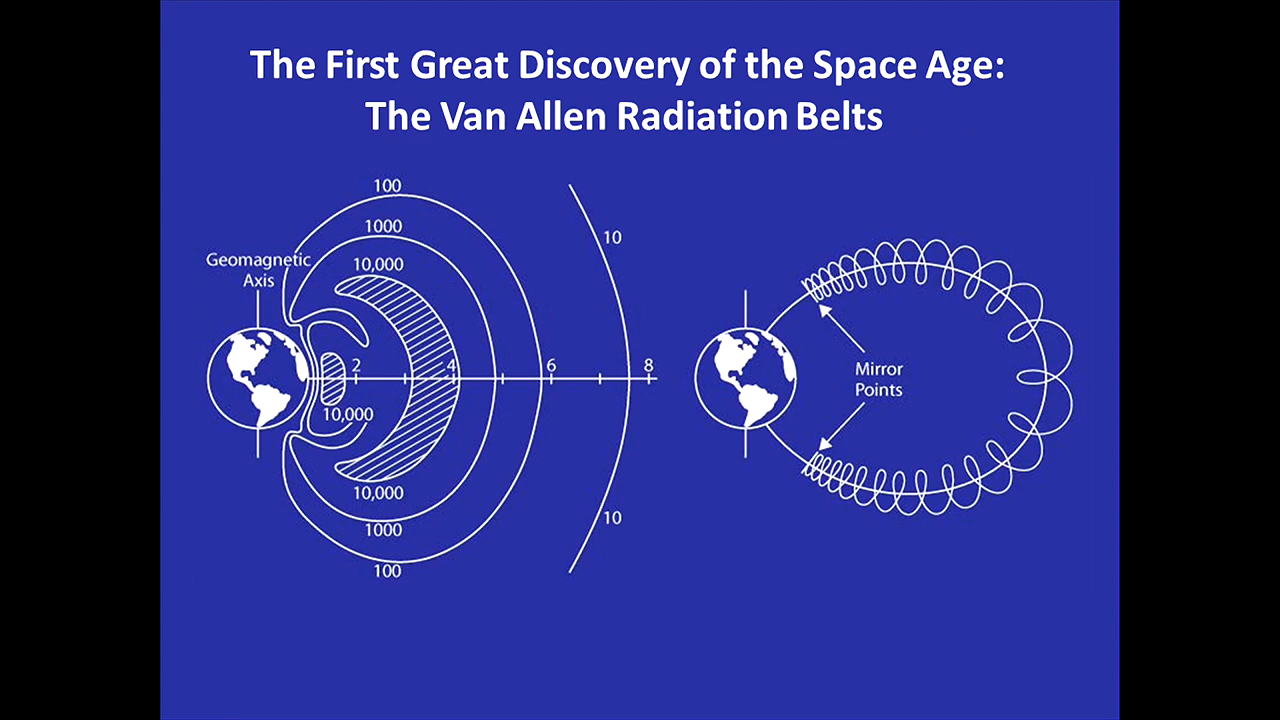 The First Great Discovery of the Space Age:
The Van Allen Radiation Belts
100
1000
10,000
10
Geomagnetic
Axis
2
4
6
8
10,000
10,000
1000
100
10
Mirror
Points